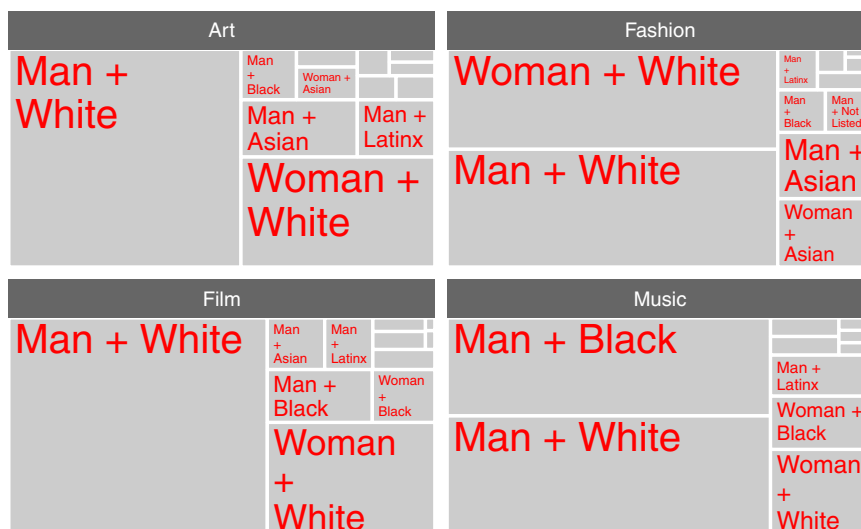 Art
Man +
White
Man
+
Black
Woman +
Asian
Man +
Asian
Man +
Latinx
Woman +
White
Fashion
Woman + White
Man + White
Man
+
Latinx
Man
+
Black
Man
+ Not
Listed
Man +
Asian
Woman
+
Asian
Film
Man + White
Man
+
Asian
Man
+
Latinx
Man +
Black
Woman
+
Black
Woman
+
White
Music
Man + Black
Man + White
Man +
Latinx
Woman +
Black
Woman
+
White